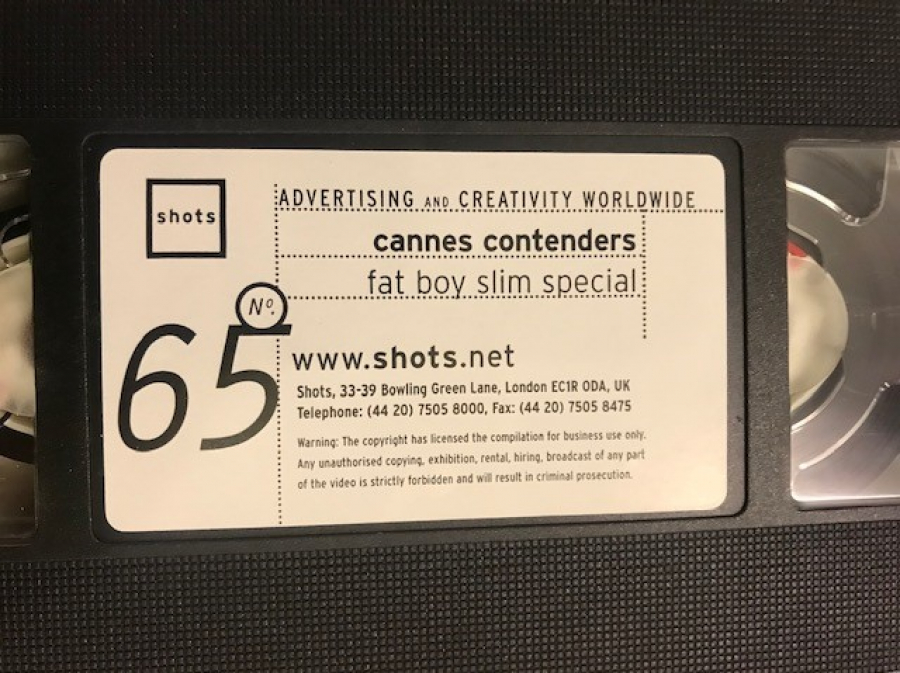 shots
ADVERTISING AND CREATIVITY WORLDWIDE
cannes contenders
fat boy slim special
Nº.
65
www.shots.net
Shots, 33-39 Bowling Green Lane, London EC1R 0DA, UK
Telephone: (44 20) 7505 8000, Fax: (44 20) 7505 8475
Warning: The copyright has licensed the compilation for business use only.
Any unauthorised copying, exhibition, rental, hiring, broadcast of any part
of the video is strictly forbidden and will result in criminal prosecution.